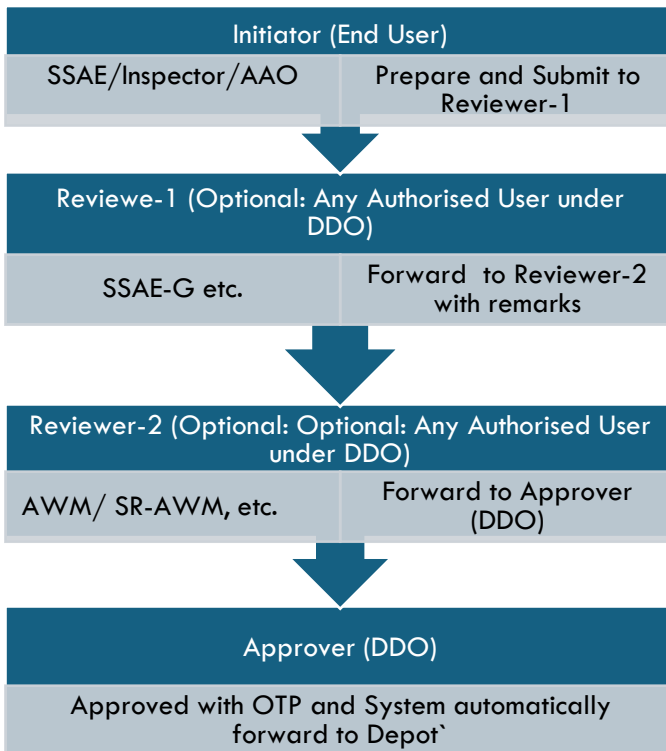 Initiator (End User)
SSAE/Inspector/AAO
Prepare and Submit to
Reviewer-1
Reviewe-1 (Optional: Any Authorised User under
DDO)
SSAE-G etc.
Forward to Reviewer-2
with remarks
Reviewer-2 (Optional: Optional: Any Authorised User
under DDO)
AWM/ SR-AWM, etc.
Forward to Approver
(DDO)
Approver (DDO)
Approved with OTP and System automatically
forward to Depot`